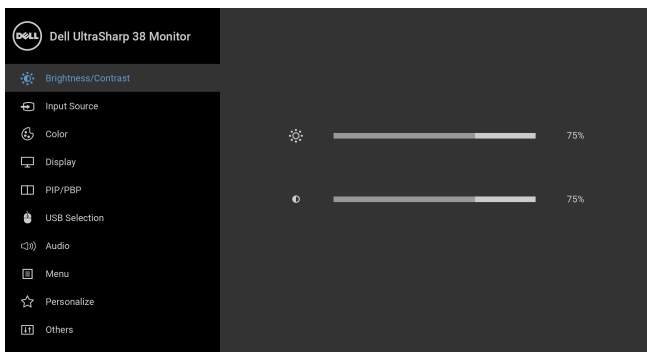 DELL Dell UltraSharp 38 Monitor
Brightness/Contrast
Input Source
Color
75%
Display
PIP/PBP
75%
USB Selection
Audio
Menu
Personalize
Others